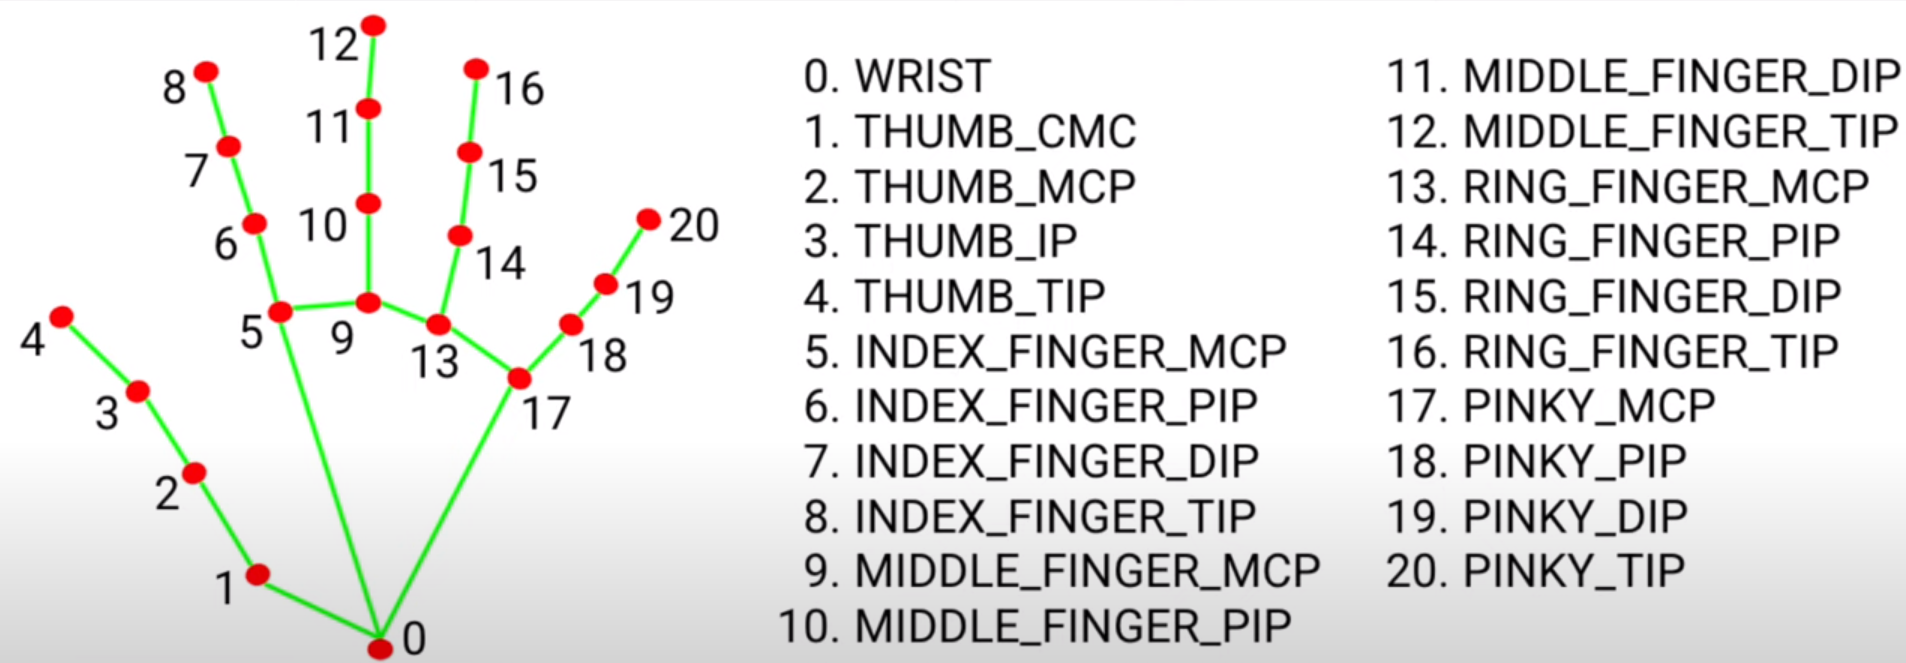 12
8
16
11
7
15
10
6
14
20
19
5
9
4
13
18
3
17
2
1
0
0. WRIST
1. THUMB_CMC
2. THUMB_MCP
3. THUMB_IP
4. THUMB_TIP
5. INDEX_FINGER_MCP
6. INDEX_FINGER_PIP
7. INDEX_FINGER_DIP
8. INDEX_FINGER_TIP
9. MIDDLE_FINGER_MCP
10. MIDDLE_FINGER_PIP
11. MIDDLE_FINGER_DIP
12. MIDDLE_FINGER_TIP
13. RING_FINGER_MCP
14. RING_FINGER_PIP
15. RING_FINGER_DIP
16. RING_FINGER_TIP
17. PINKY_MCP
18. PINKY_PIP
19. PINKY_DIP
20. PINKY_TIP